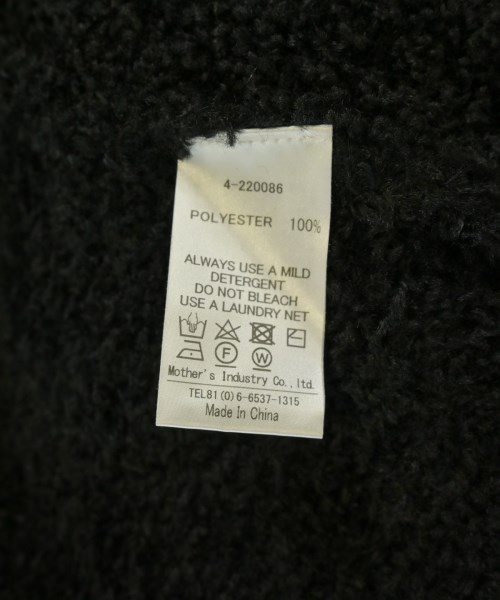 4-220086
POLYESTER 100%
ALWAYS USE A MILD
DETERGENT
DO NOT BLEACH
USE A LAUNDRY NET
F W
Mother's Industry Co.,ltd.
TEL81(0)6-6537-1315
Made In China